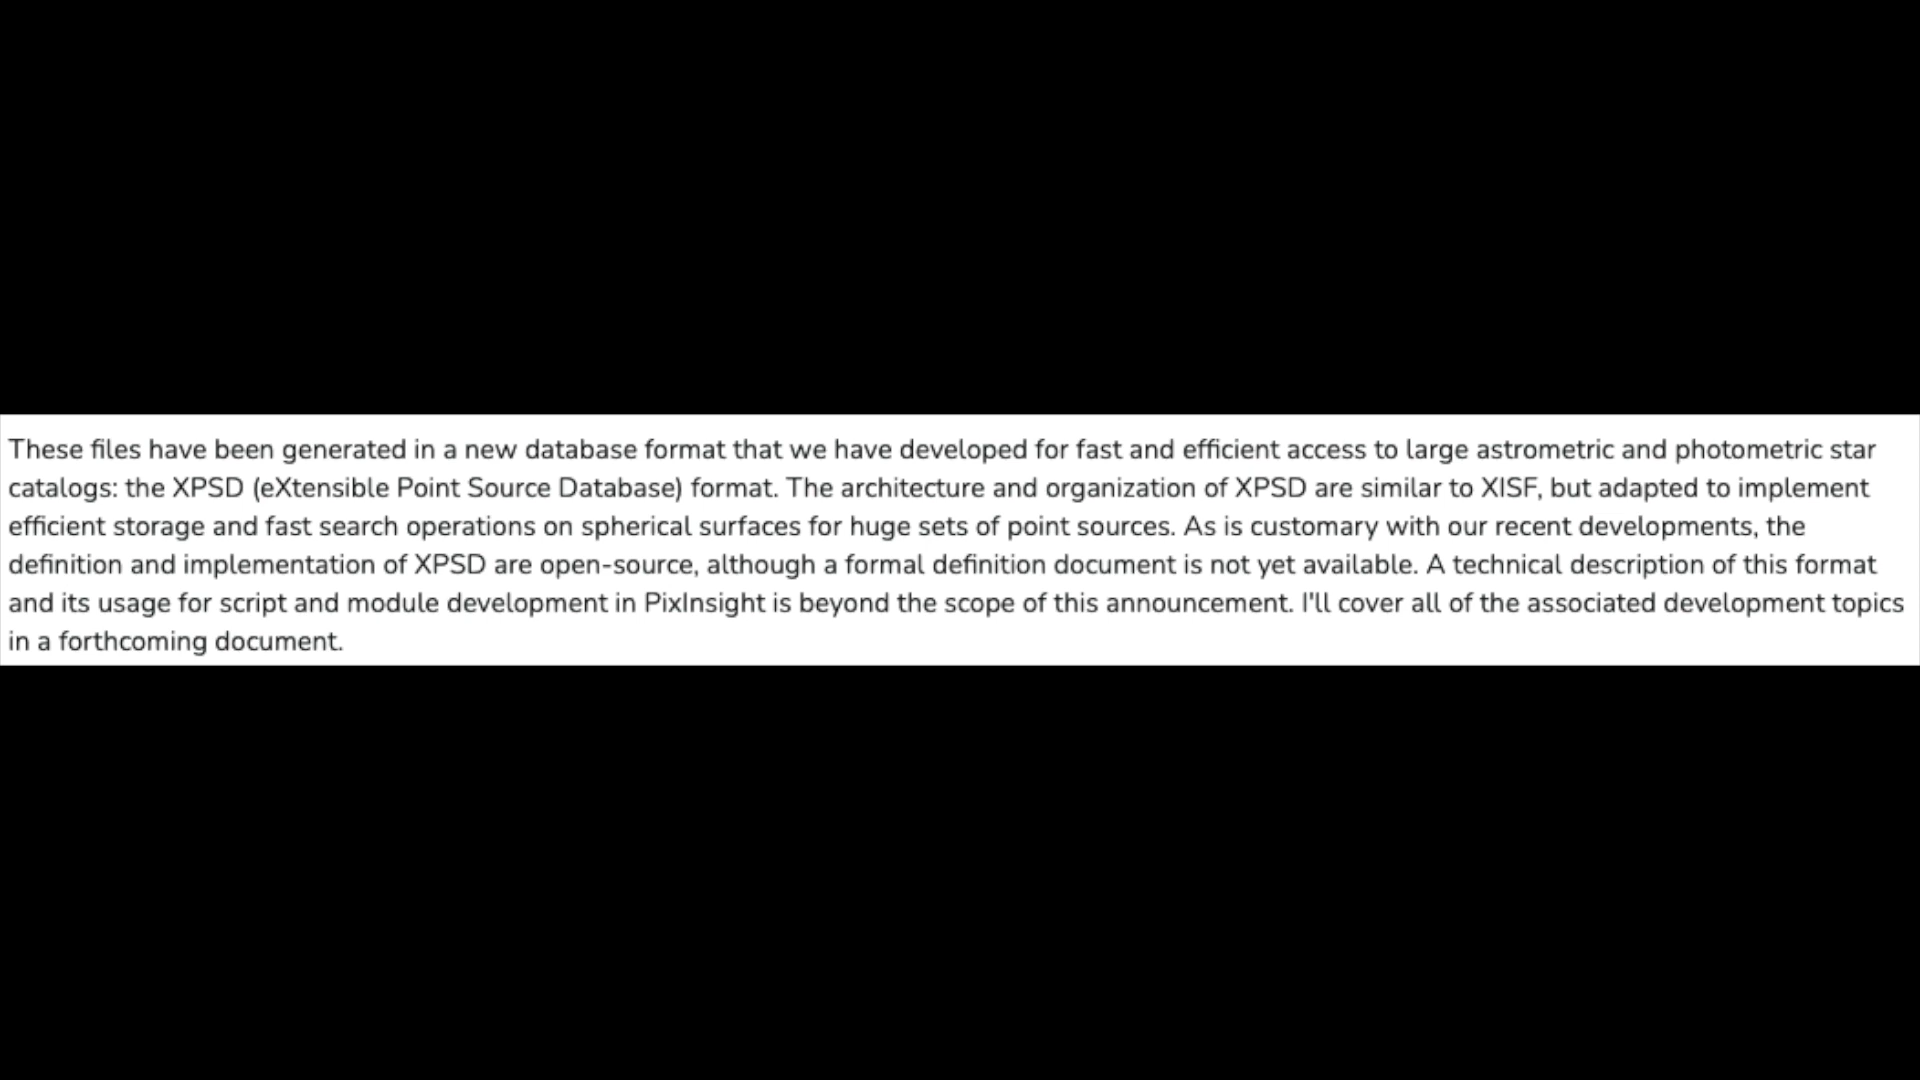 These files have been generated in a new database format that we have developed for fast and efficient access to large astrometric and photometric star
catalogs: the XPSD (eXtensible Point Source Database) format. The architecture and organization of XPSD are similar to XISF, but adapted to implement
efficient storage and fast search operations on spherical surfaces for huge sets of point sources. As is customary with our recent developments, the
definition and implementation of XPSD are open-source, although a formal definition document is not yet available. A technical description of this format
and its usage for script and module development in PixInsight is beyond the scope of this announcement. I'll cover all of the associated development topics
in a forthcoming document.